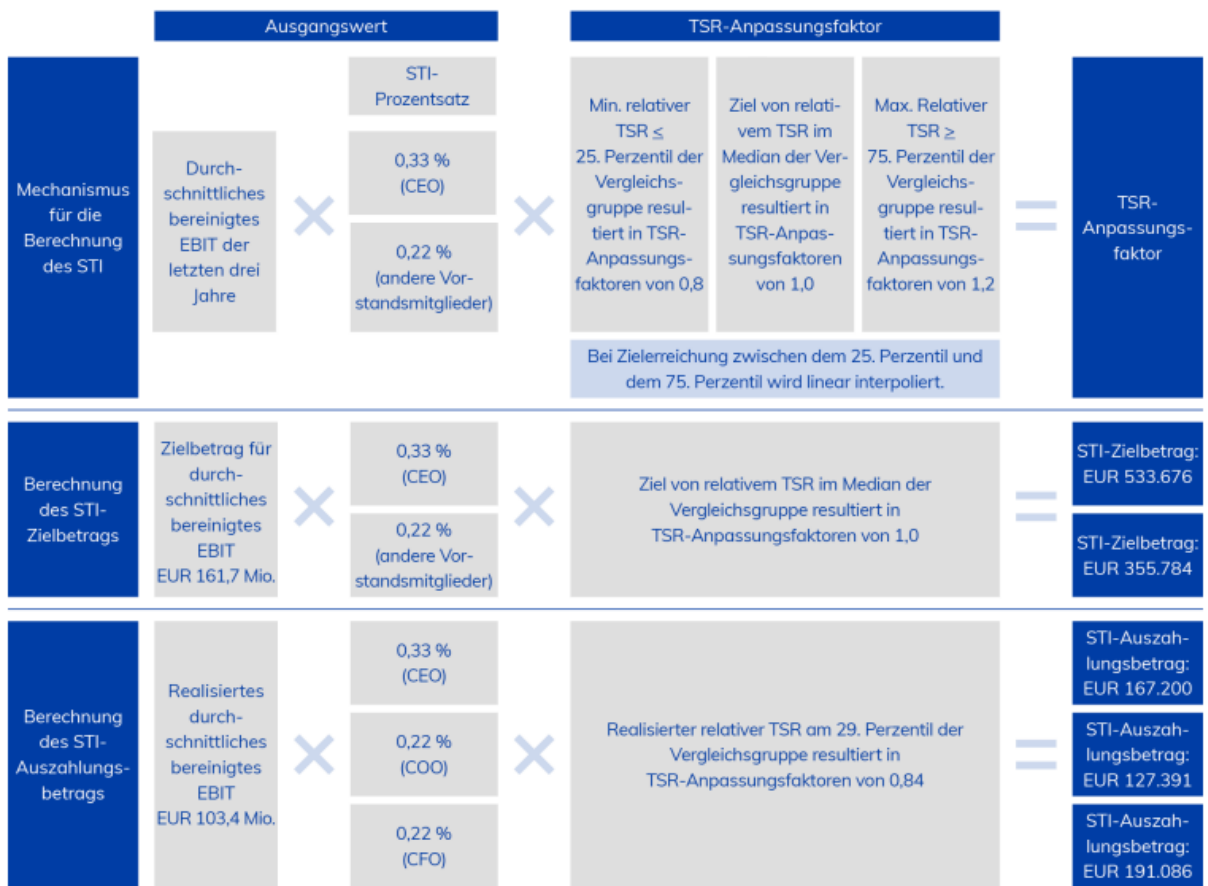 Ausgangswert
TSR-Anpassungsfaktor
Mechanismus
für die
Berechnung
des STI
Durch-
schnittliches
bereinigtes
EBIT der
letzten drei
Jahre
STI-
Prozentsatz
0,33 %
(CEO)
0,22 %
(andere Vor-
standsmitglieder)
Min. relativer
TSR ≤
25. Perzentil der
Vergleichs-
gruppe resul-
tiert in TSR-
Anpassungs-
faktoren von 0,8
Ziel von relati-
vem TSR im
Median der Ver-
gleichsgruppe
resultiert in
TSR-Anpas-
sungsfaktoren
von 1,0
Max. Relativer
TSR ≥
75. Perzentil der
Vergleichs-
gruppe resul-
tiert in TSR-
Anpassungs-
faktoren von 1,2
Bei Zielerreichung zwischen dem 25. Perzentil und
dem 75. Perzentil wird linear interpoliert.
TSR-
Anpassungs-
faktor
Berechnung
des STI-
Zielbetrags
Zielbetrag für
durch-
schnittliches
bereinigtes
EBIT
EUR 161,7 Mio.
0,33 %
(CEO)
0,22 %
(andere Vor-
standsmitglieder)
Ziel von relativem TSR im Median der
Vergleichsgruppe resultiert in
TSR-Anpassungsfaktoren von 1,0
STI-Zielbetrag:
EUR 533.676
STI-Zielbetrag:
EUR 355.784
Berechnung
des STI-
Auszahlungs-
betrags
Realisiertes
durch-
schnittliches
bereinigtes
EBIT
EUR 103,4 Mio.
0,33 %
(CEO)
0,22 %
(COO)
0,22 %
(CFO)
Realisierter relativer TSR am 29. Perzentil der
Vergleichsgruppe resultiert in
TSR-Anpassungsfaktoren von 0,84
STI-Auszah-
lungsbetrag:
EUR 167.200
STI-Auszah-
lungsbetrag:
EUR 127.391
STI-Auszah-
lungsbetrag:
EUR 191.086